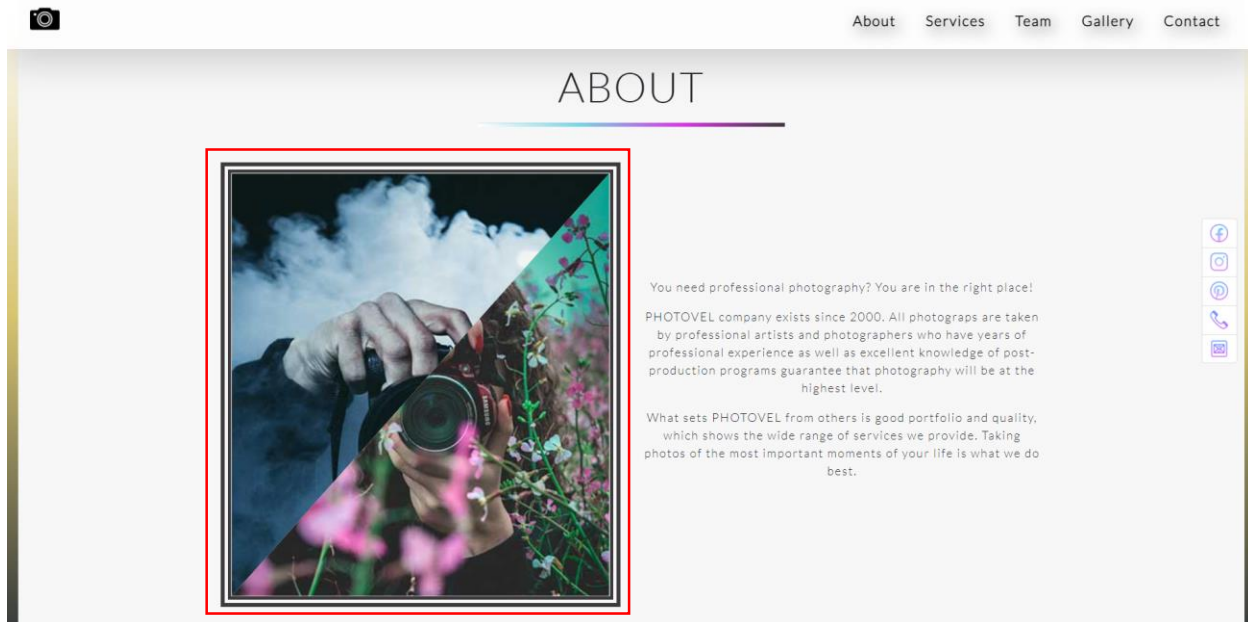 About Services Team Gallery Contact
ABOUT
SAMSUNG
You need professional photography? You are in the right place!
PHOTOVEL company exists since 2000. All photograps are taken
by professional artists and photographers who have years of
professional experience as well as excellent knowledge of post-
production programs guarantee that photography will be at the
highest level.
What sets PHOTOVEL from others is good portfolio and quality,
which shows the wide range of services we provide. Taking
photos of the most important moments of your life is what we do
best.